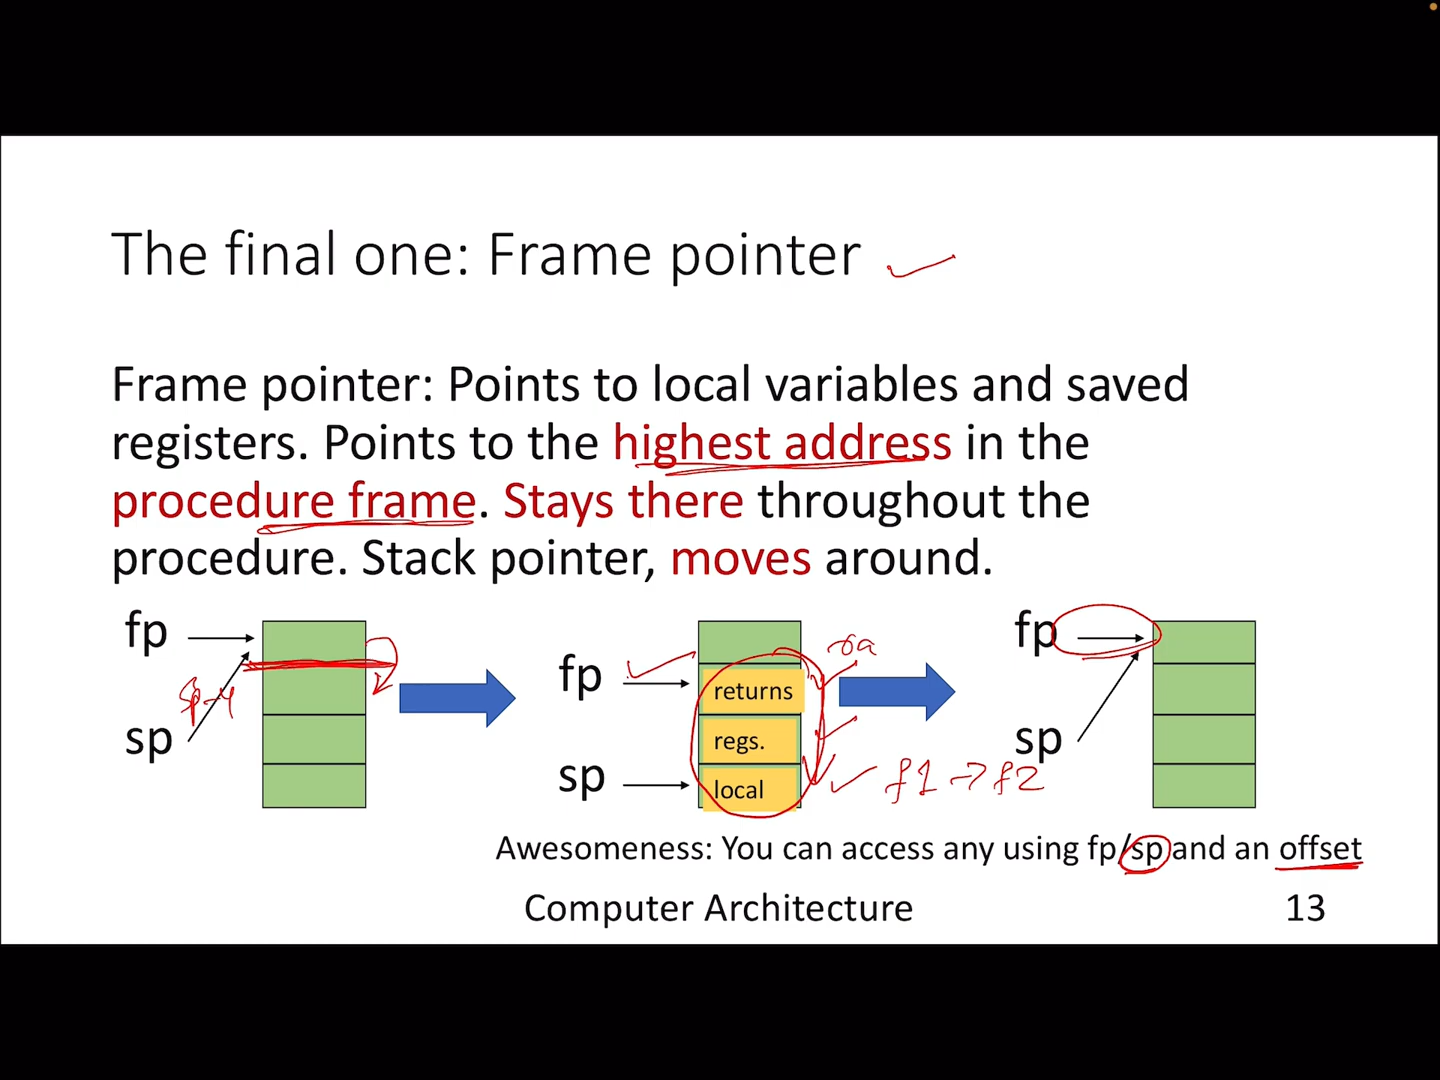 The final one: Frame pointer
Frame pointer: Points to local variables and saved
registers. Points to the highest address in the
procedure frame. Stays there throughout the
procedure. Stack pointer, moves around.
fp
sp
sp-4
fp
sp
returns
regs.
local
ra
f1 → f2
fp
sp
Awesomeness: You can access any using fp/sp and an offset
Computer Architecture
13